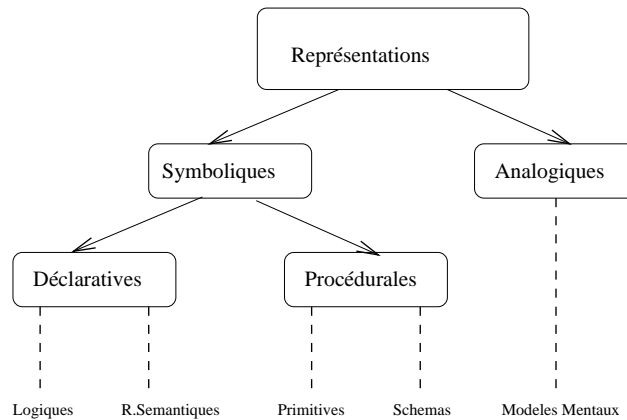 Représentations
Symboliques
Analogiques
Déclaratives
Procédurales
Logiques
R.Semantiques
Primitives
Schemas
Modeles Mentaux